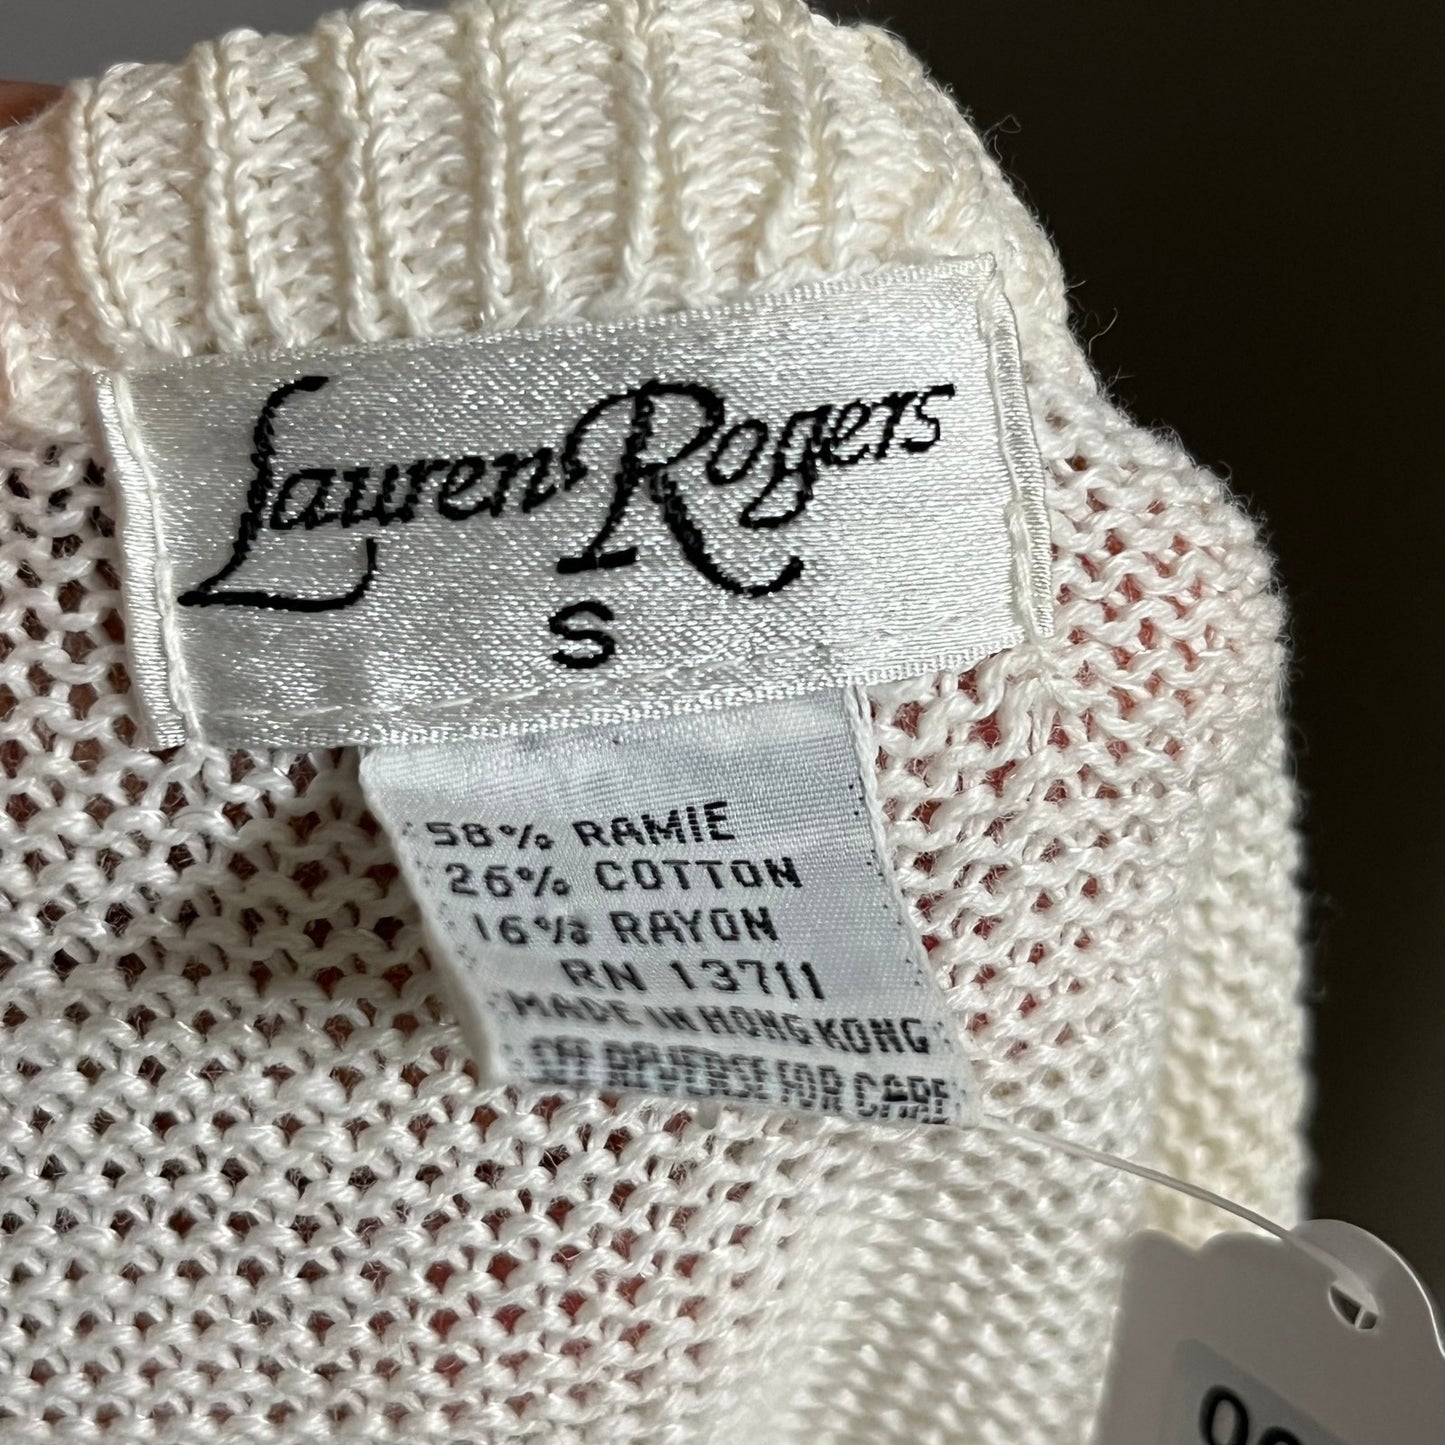 Lauren Rogers
S
58% RAMIE
26% COTTON
16% RAYON
RN 13711
MADE IN HONG KONG
SEE REVERSE FOR CARE